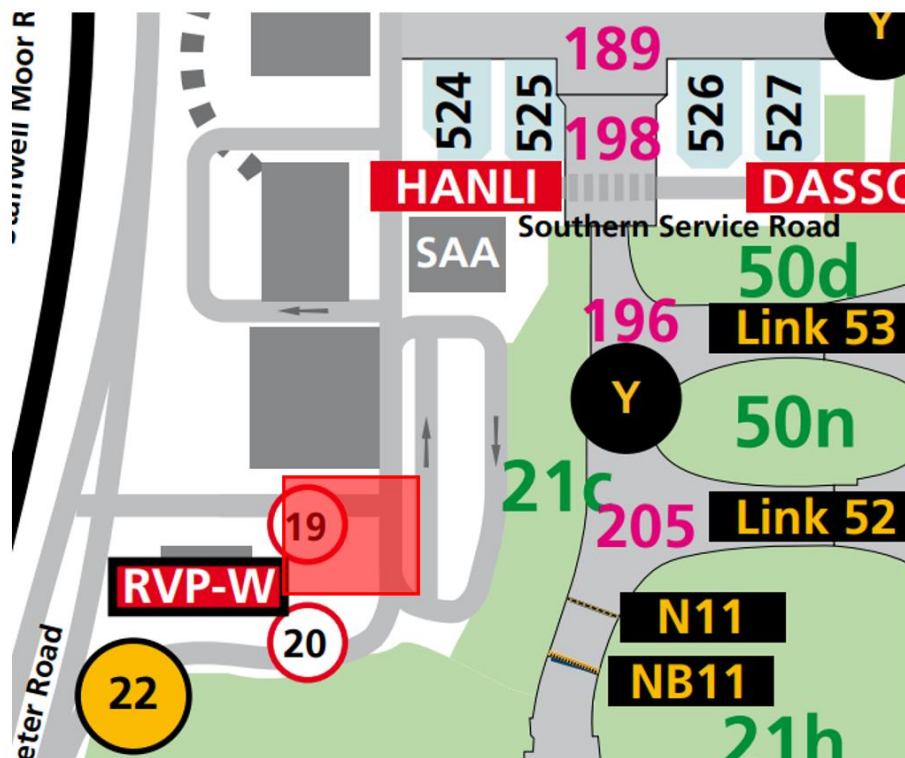 Stanwell Moor R
189
Y
524
525
526
527
198
HANLI
DASSO
Southern Service Road
SAA
50d
196
Link 53
Y
50n
21c
205
Link 52
19
RVP-W
20
N11
22
NB11
eter Road
21h